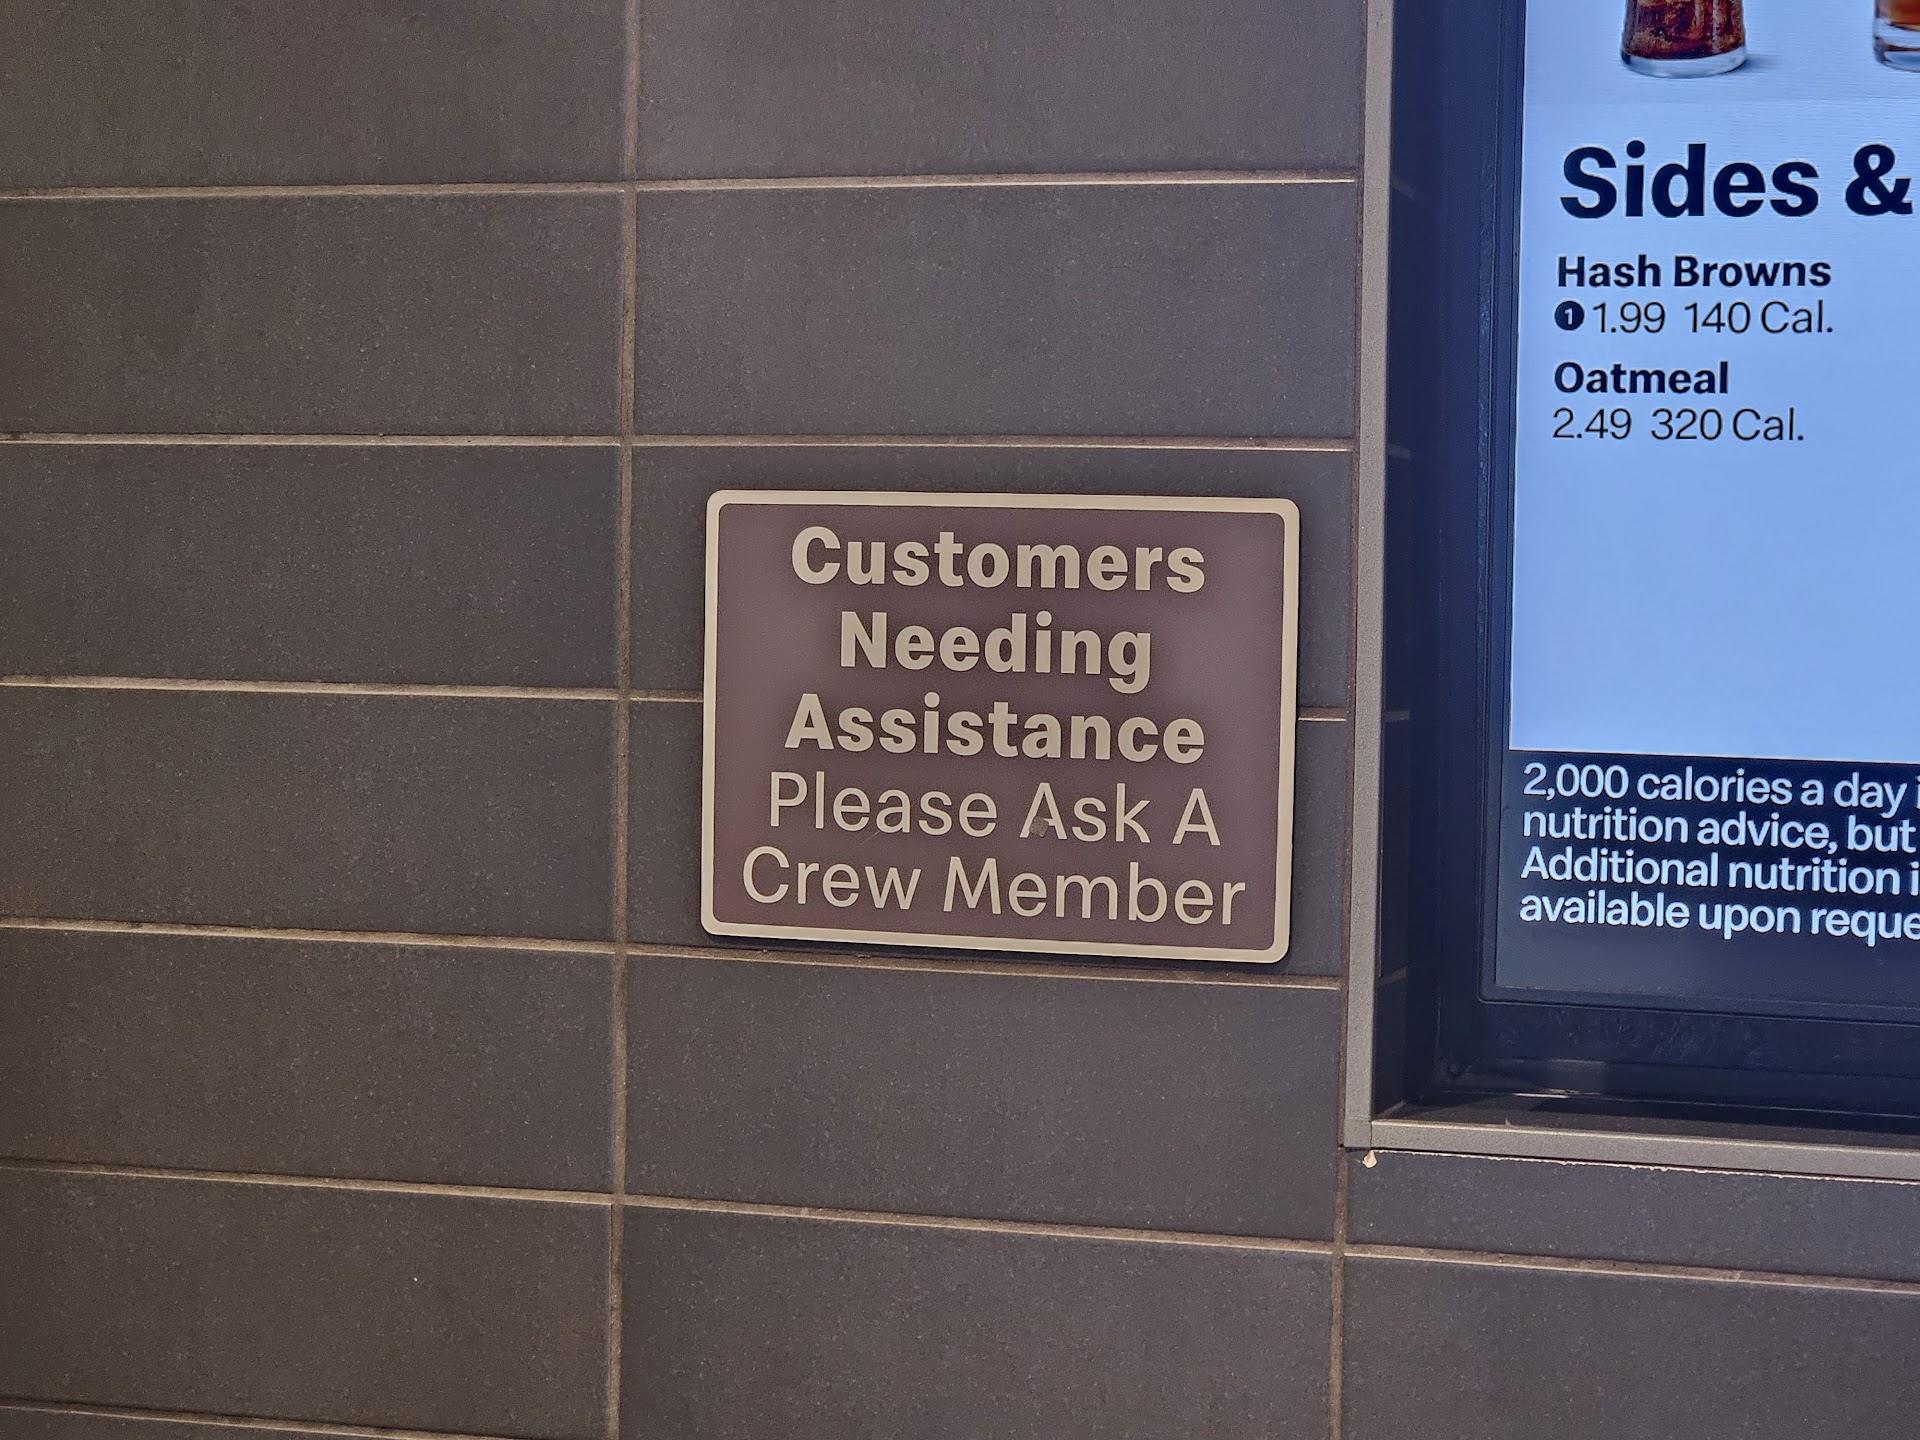 Customers
Needing
Assistance
Please Ask A
Crew Member
Sides &
Hash Browns
1 1.99 140 Cal.
Oatmeal
2.49 320 Cal.
2,000 calories a day
nutrition advice, but
Additional nutrition
available upon